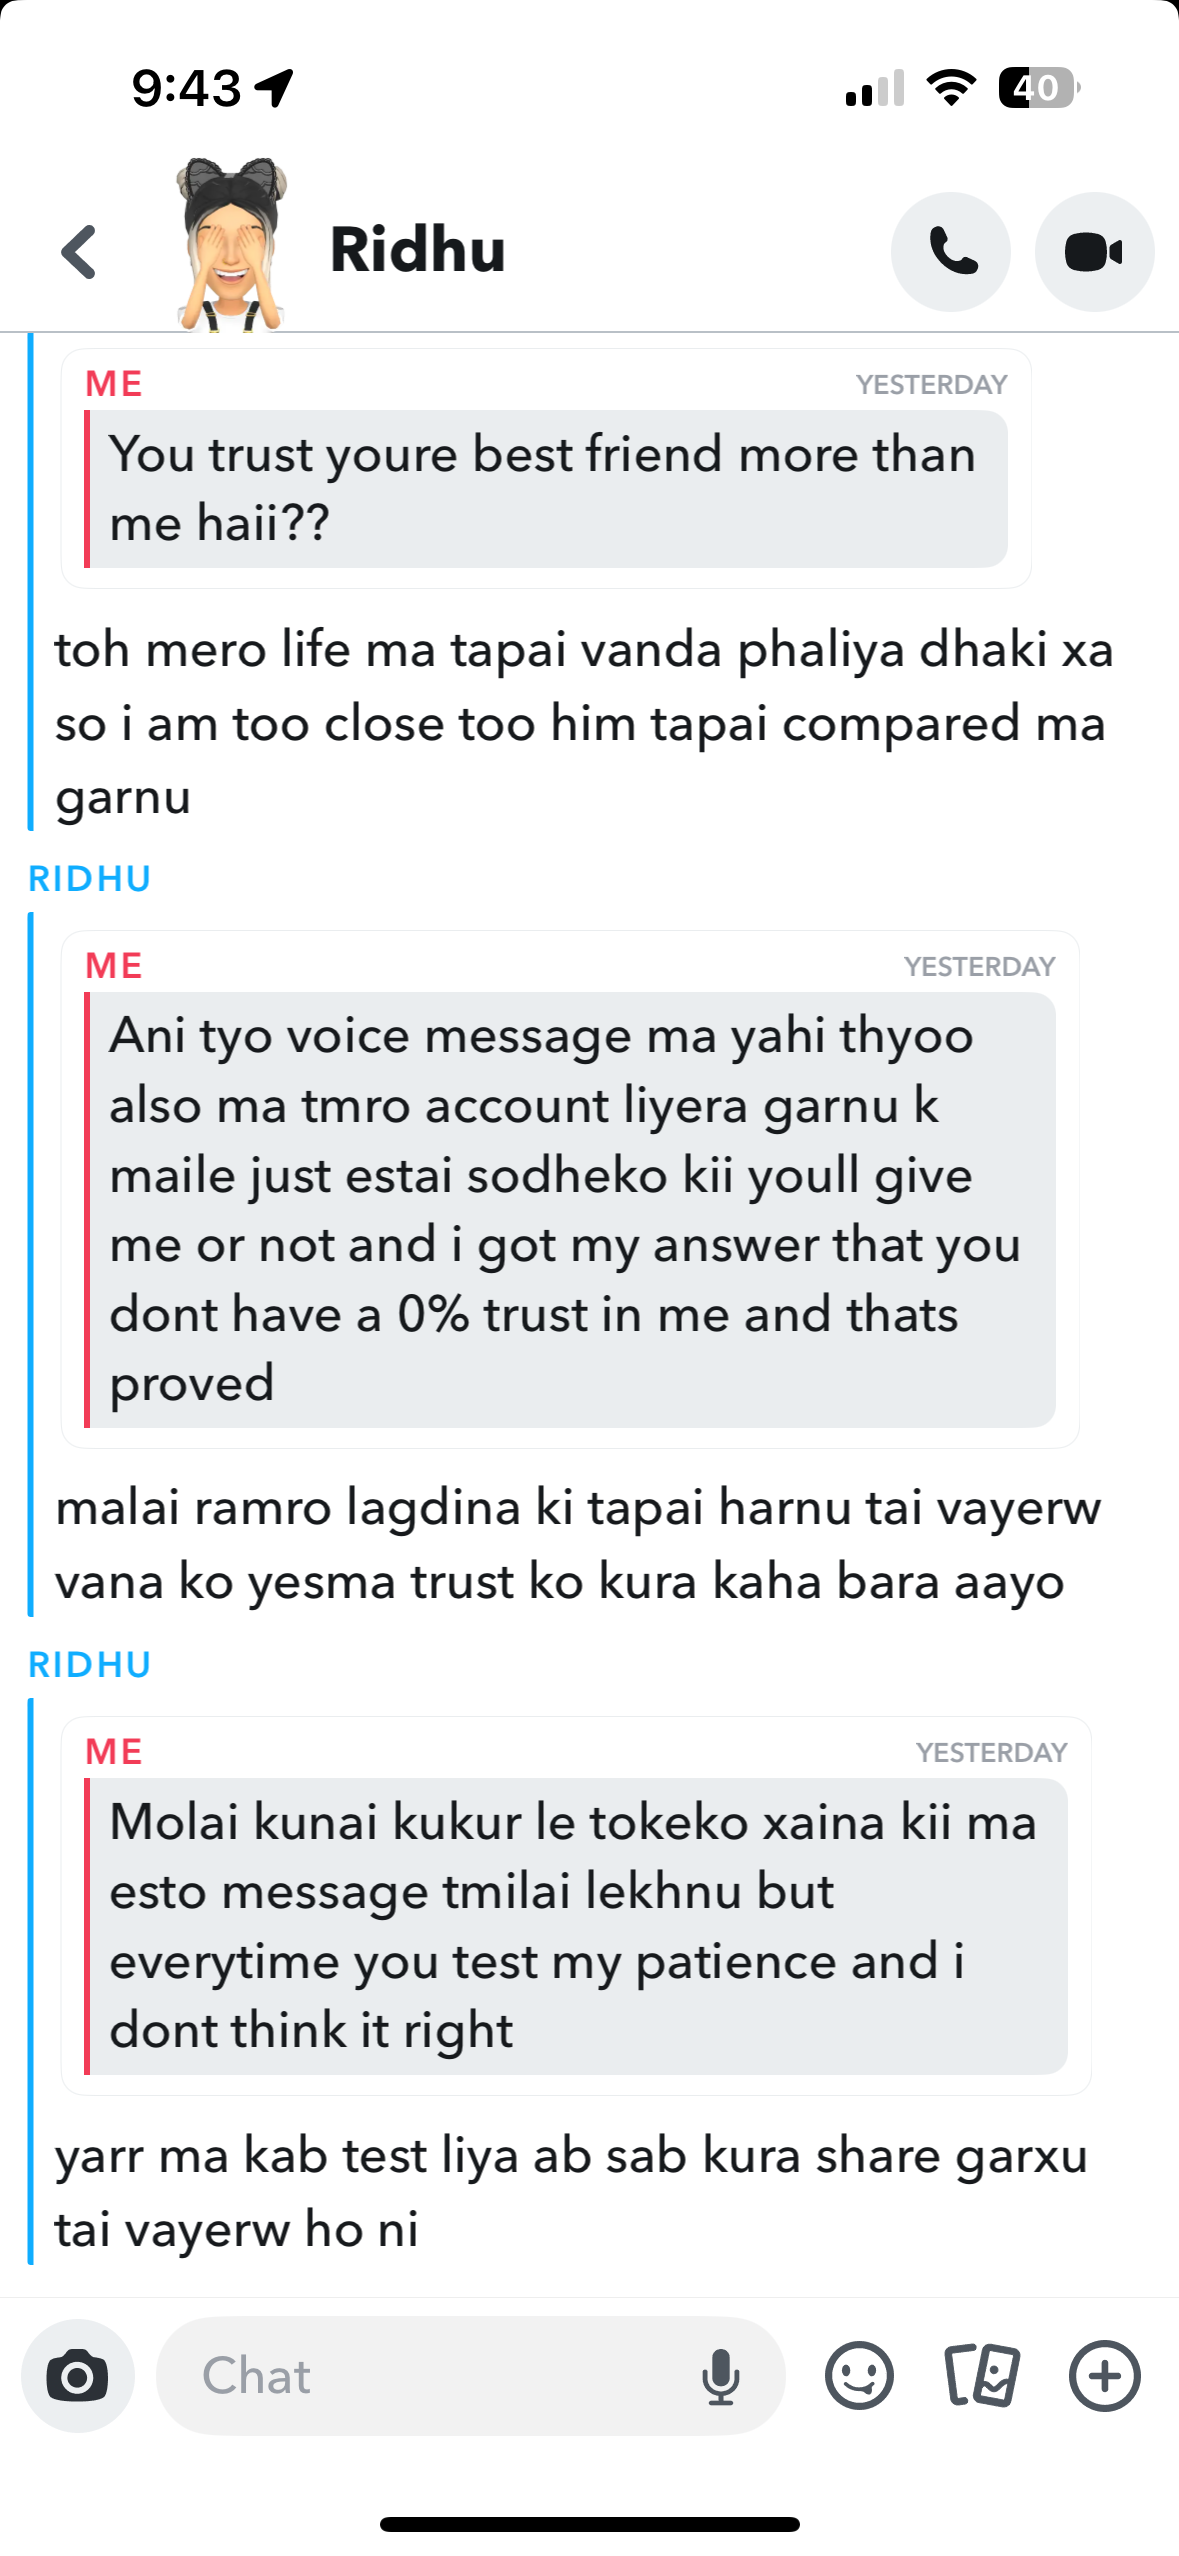 9:43
40
Ridhu
ME YESTERDAY
You trust youre best friend more than
me haii??
toh mero life ma tapai vanda phaliya dhaki xa
so i am too close too him tapai compared ma
garnu
RIDHU
ME YESTERDAY
Ani tyo voice message ma yahi thyoo
also ma tmro account liyera garnu k
maile just estai sodheko kii youll give
me or not and i got my answer that you
dont have a 0% trust in me and thats
proved
malai ramro lagdina ki tapai harnu tai vayerw
vana ko yesma trust ko kura kaha bara aayo
RIDHU
ME YESTERDAY
Molai kunai kukur le tokeko xaina kii ma
esto message tmilai lekhnu but
everytime you test my patience and i
dont think it right
yarr ma kab test liya ab sab kura share garxu
tai vayerw ho ni
Chat